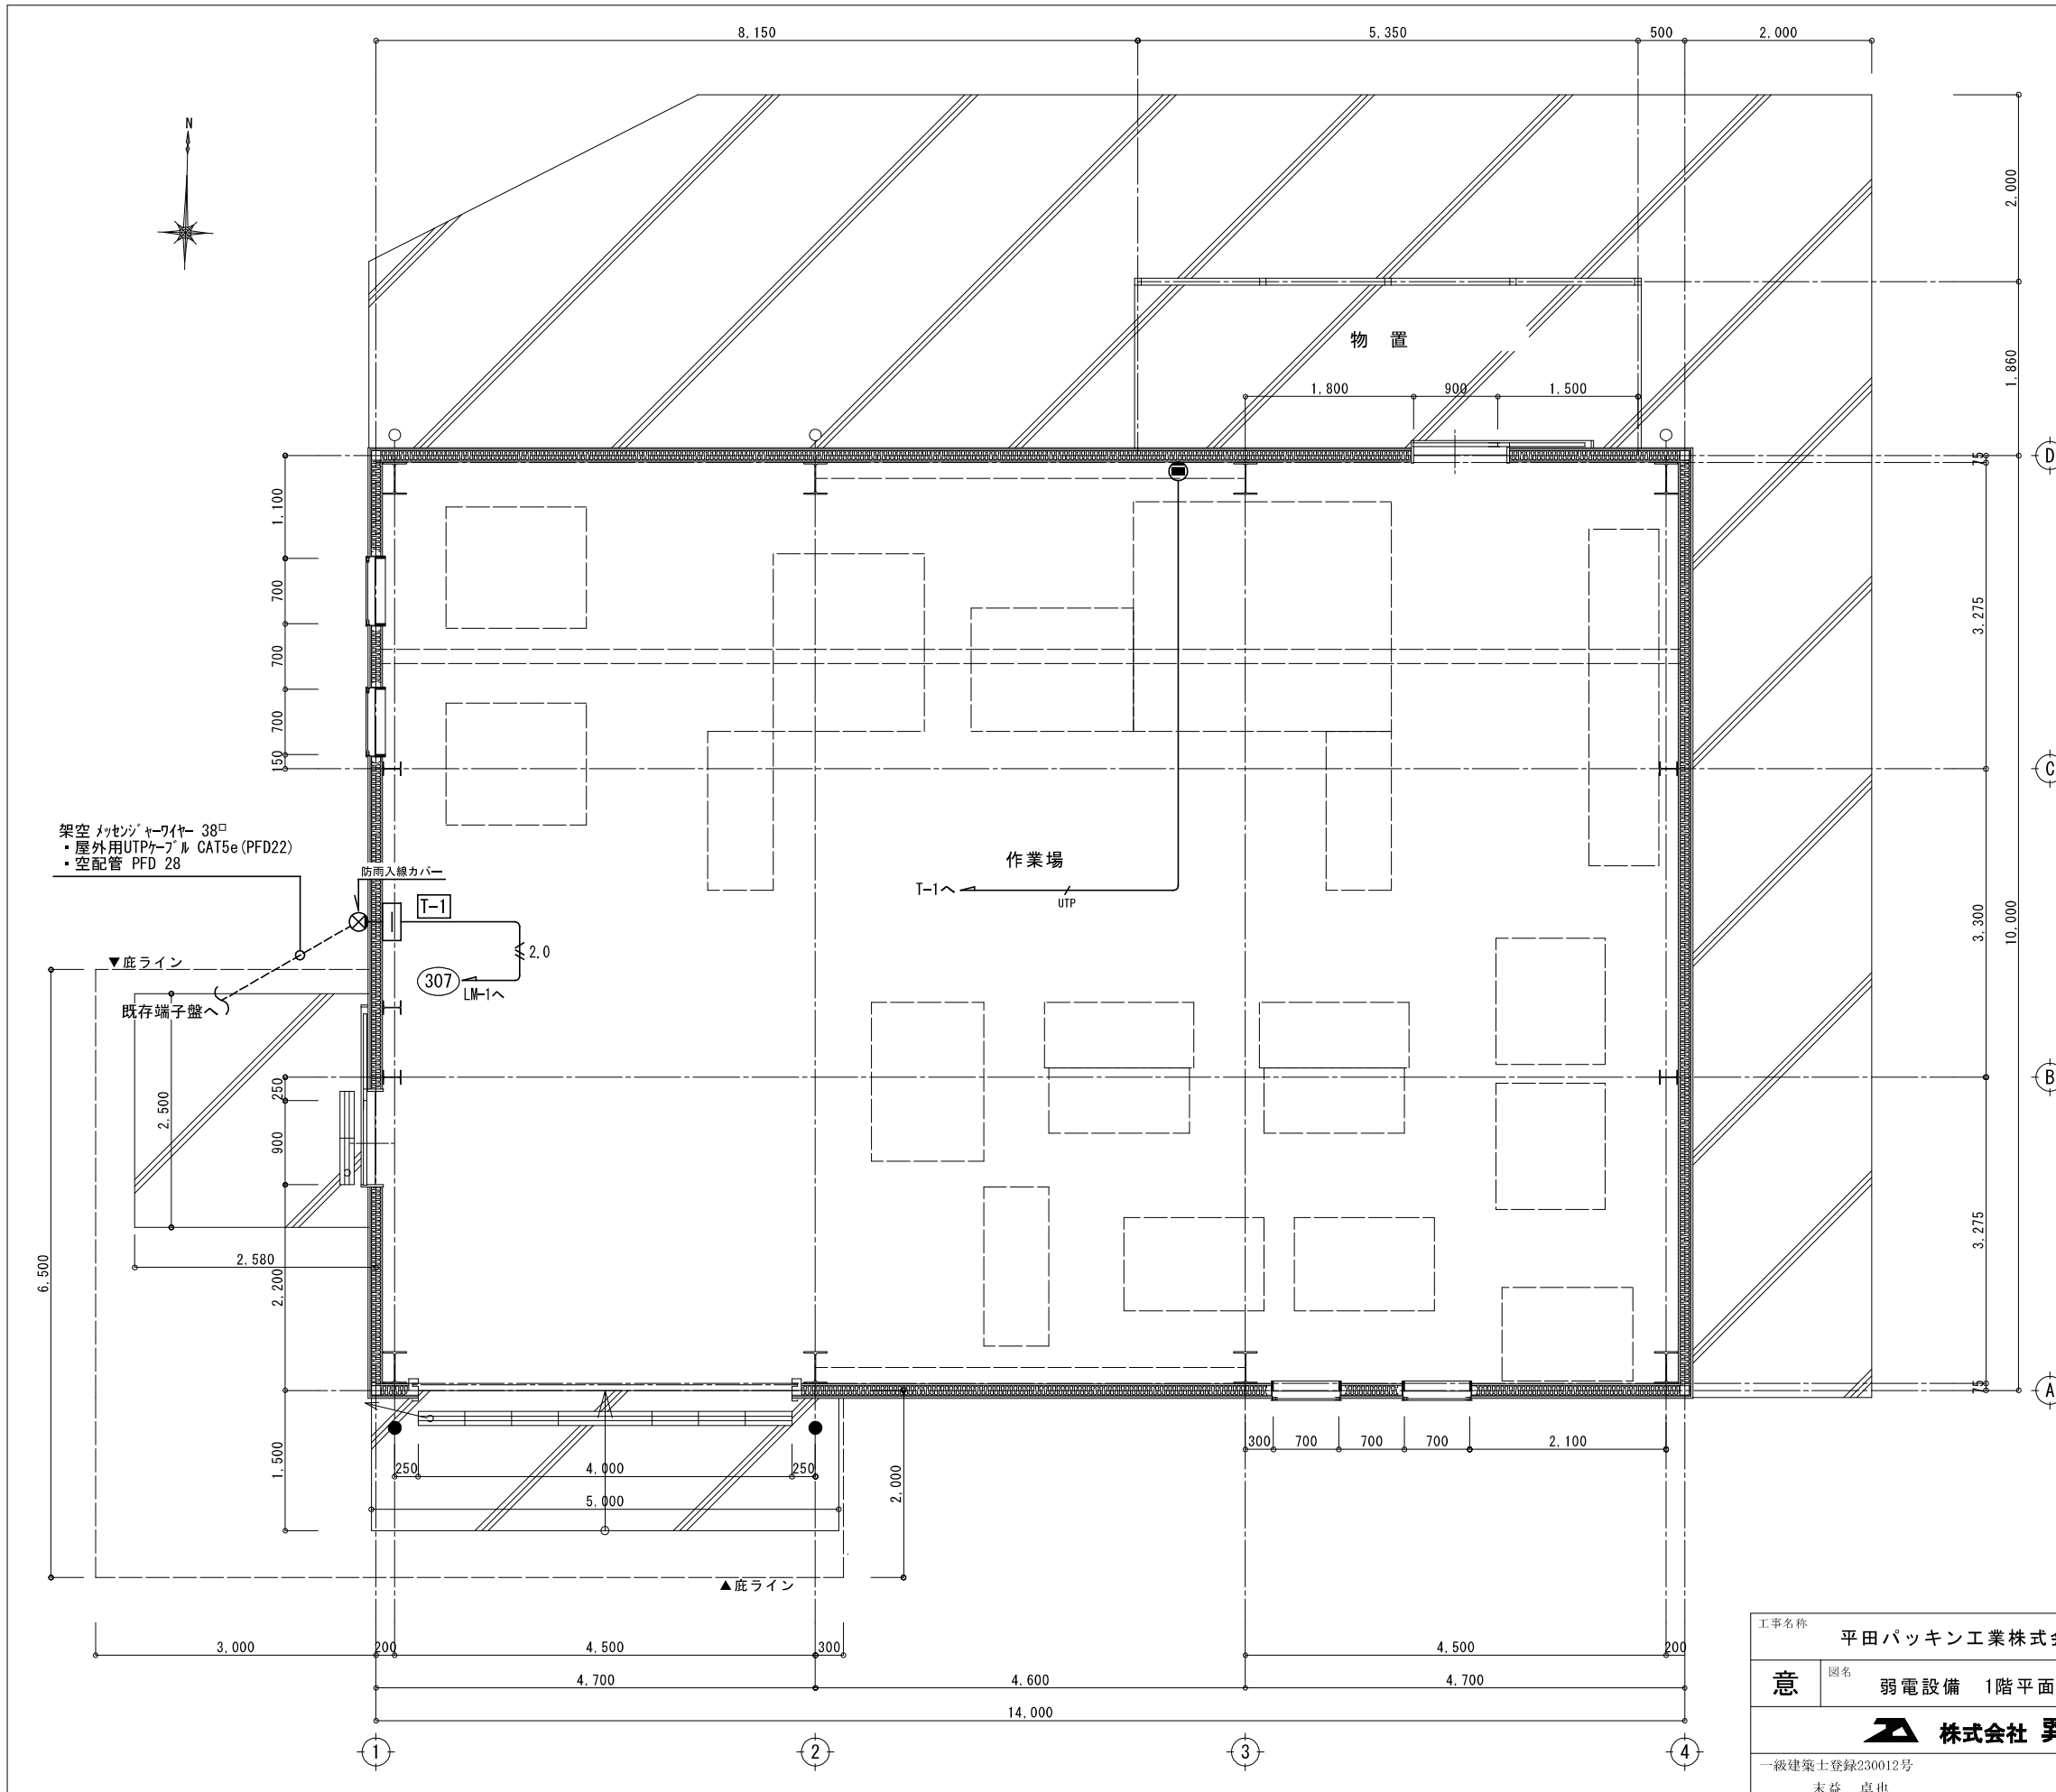 8,150
5,350
500
2,000
N
2,000
1,860
物 置
1,800
900
1,500
D
75
1,100
700
700
700
150
3,275
C
架空 メッセンジャーワイヤー 38□
・屋外用UTPケーブル CAT5e(PFD22)
・空配管 PFD 28
防雨入線カバー
T-1
作業場
T-1へ
UTP
2.0
307
LM-1へ
▼庇ライン
既存端子盤へ
3,300
10,000
B
250
900
2,500
2,580
2,200
6,500
3,275
75
A
1,500
250
4,000
250
5,000
2,000
300
700
700
700
2,100
▲庇ライン
3,000
200
4,500
300
4,500
200
4,700
4,600
4,700
14,000
1
2
3
4
工事名称
平田パッキン工業株式
意
図名
弱電設備 1階平面
株式会社
一級建築士登録230012号
末益 卓也